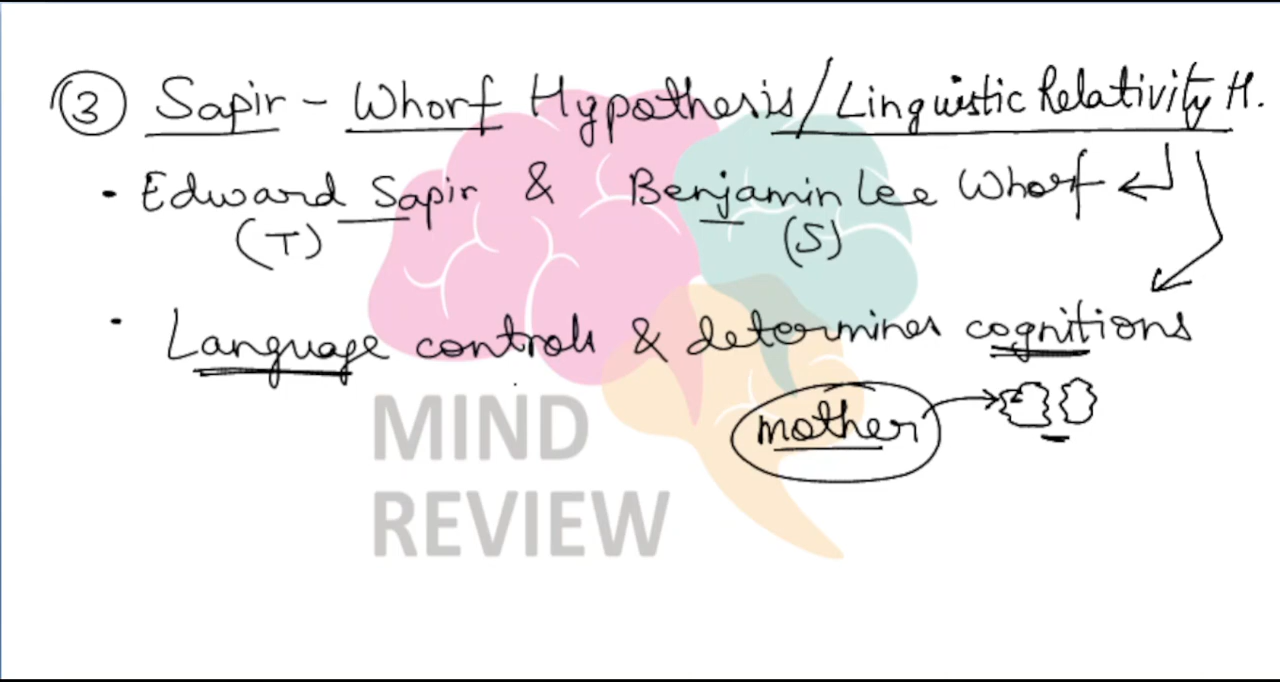 ③ Sapir - Whorf Hypothesis / Linguistic Relativity H.
• Edward Sapir & Benjamin Lee Whorf
(T) (S)
• Language controls & determines cognitions
mother
MIND
REVIEW